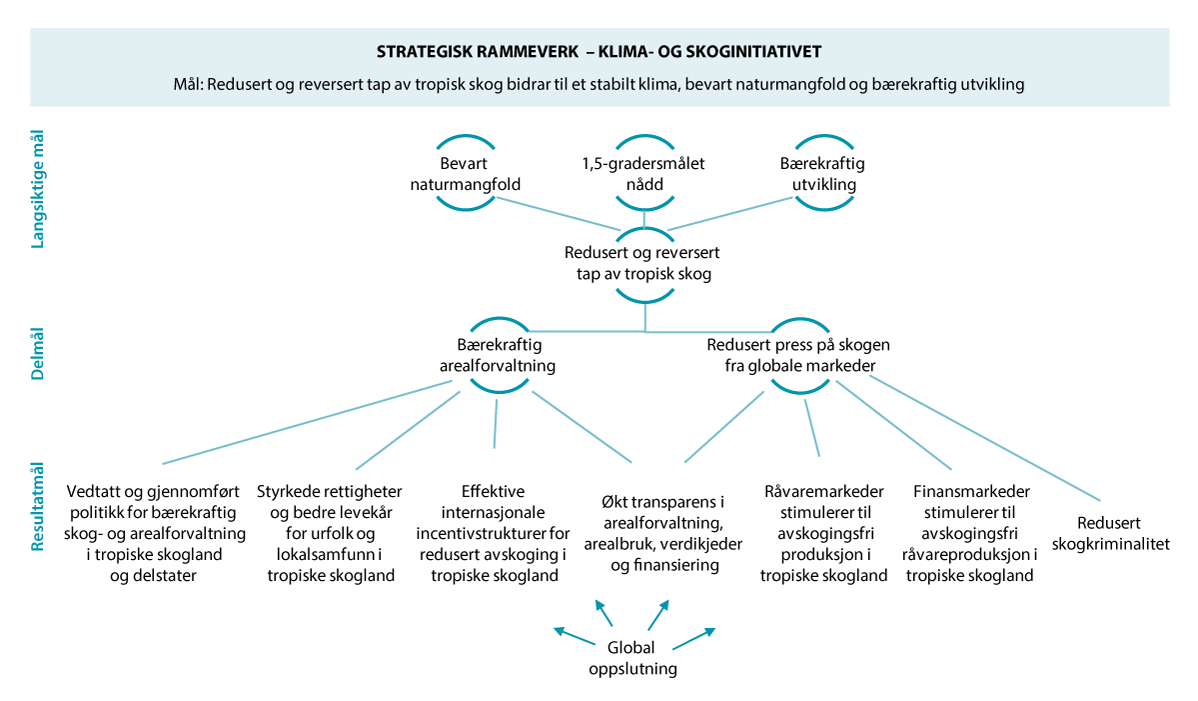 STRATEGISK RAMMEVERK – KLIMA- OG SKOGINITIATIVET
Mål: Redusert og reversert tap av tropisk skog bidrar til et stabilt klima, bevart naturmangfold og bærekraftig utvikling
Langsiktige mål
Bevart
naturmangfold
1,5-gradersmålet
nådd
Bærekraftig
utvikling
Redusert og reversert
tap av tropisk skog
Delmål
Bærekraftig
arealforvaltning
Redusert press på skogen
fra globale markeder
Resultatmål
Vedtatt og gjennomført
politikk for bærekraftig
skog- og arealforvaltning
i tropiske skogland
og delstater
Styrkede rettigheter
og bedre levekår
for urfolk og
lokalsamfunn i
tropiske skogland
Effektive
internasjonale
incentivstrukturer for
redusert avskoging i
tropiske skogland
Økt transparens i
arealforvaltning,
arealbruk, verdikjeder
og finansiering
Råvaremarkeder
stimulerer til
avskogingsfri
produksjon i
tropiske skogland
Finansmarkeder
stimulerer til
avskogingsfri
råvareproduksjon i
tropiske skogland
Redusert
skogkriminalitet
Global
oppslutning